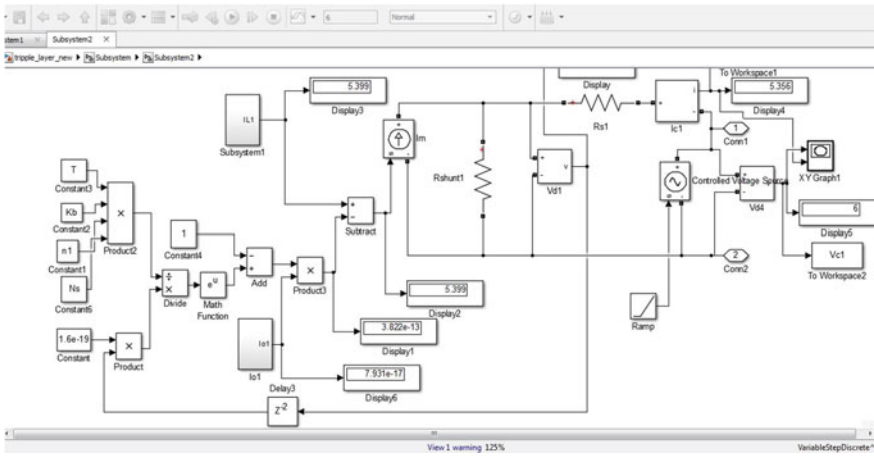 6
Normal
stem1
Subsystem2
tripple_layer_new
Subsystem
Subsystem2
5.399
Display3
Display
To Workspace1
5.356
Display4
IL1
Subsystem1
Im
Rs1
i
Ic1
1
Conn1
T
Constant3
Rshunt1
v
Vd1
Controlled Voltage Source
Vd4
XY Graph1
Kb
Constant2
Product2
Subtract
6
Display5
n1
Constant1
1
Constant4
2
Conn2
Vc1
To Workspace2
Ns
Constant6
Divide
e^u
Math
Function
Add
Product3
5.399
Display2
Ramp
1.6e-19
Constant
Product
Io1
Io1
3.822e-13
Display1
7.931e-17
Display6
Delay3
Z^-2
View 1 warning
125%
VariableStepDiscrete